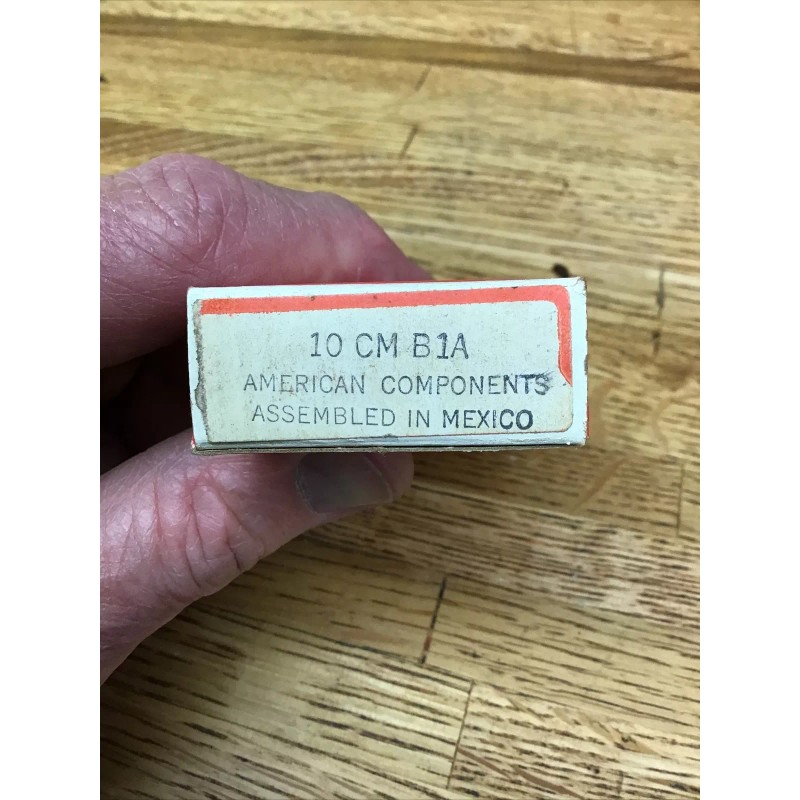 10 CM B1A
AMERICAN COMPONENTS
ASSEMBLED IN MEXICO